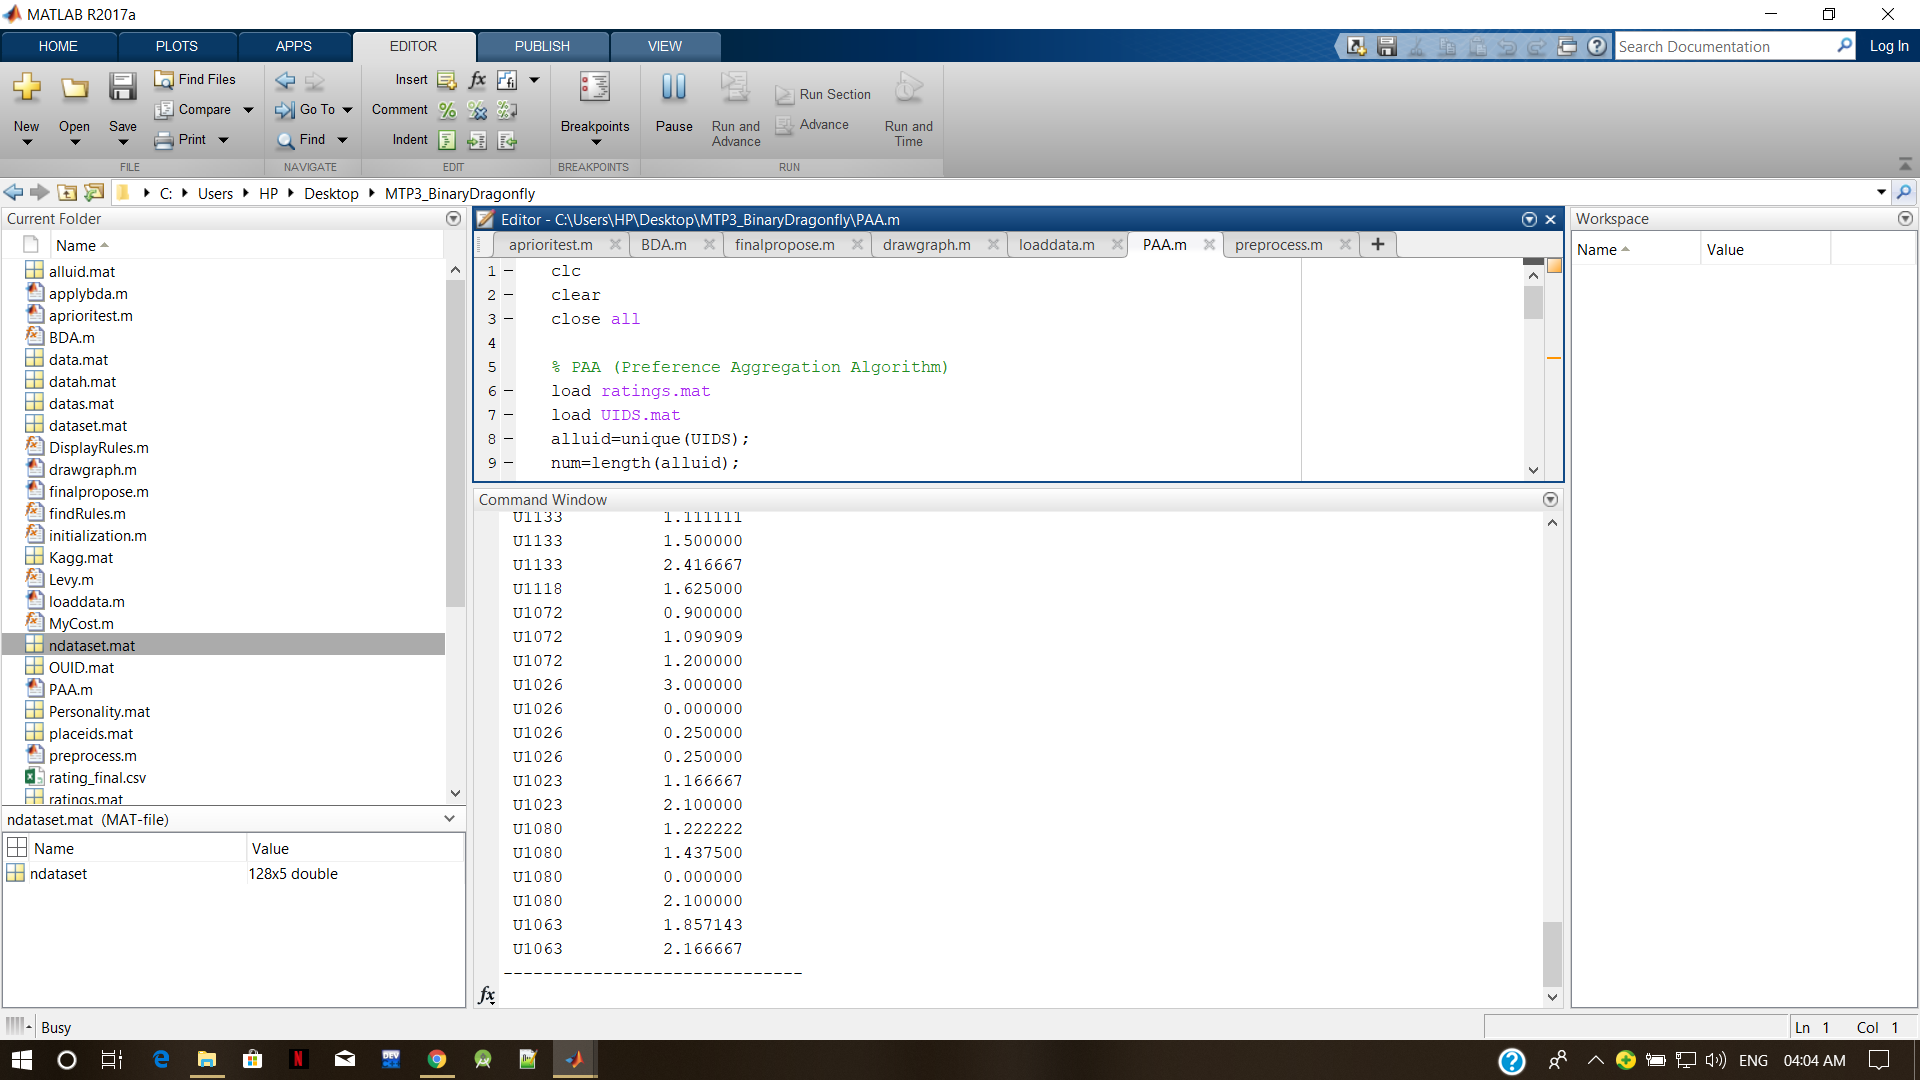 MATLAB R2017a
HOME PLOTS APPS EDITOR PUBLISH VIEW
Search Documentation
Log In
New
Open
Save
Find Files
Compare
Print
Go To
Find
Insert
Comment
Indent
fx
Breakpoints
Pause
Run and Advance
Run Section
Advance
Run and Time
FILE NAVIGATE EDIT BREAKPOINTS RUN
C: Users HP Desktop MTP3_BinaryDragonfly
Current Folder
Name
alluid.mat
applybda.m
aprioritest.m
BDA.m
data.mat
datah.mat
datas.mat
dataset.mat
DisplayRules.m
drawgraph.m
finalpropose.m
findRules.m
initialization.m
Kagg.mat
Levy.m
loaddata.m
MyCost.m
ndataset.mat
OUID.mat
PAA.m
Personality.mat
placeids.mat
preprocess.m
rating_final.csv
ratings.mat
ndataset.mat (MAT-file)
Name Value
ndataset 128x5 double
Editor - C:\Users\HP\Desktop\MTP3_BinaryDragonfly\PAA.m
aprioritest.m BDA.m finalpropose.m drawgraph.m loaddata.m PAA.m preprocess.m +
1 – clc
2 – clear
3 – close all
4
5 % PAA (Preference Aggregation Algorithm)
6 – load ratings.mat
7 – load UIDS.mat
8 – alluid=unique(UIDS);
9 – num=length(alluid);
Command Window
U1133 1.111111
U1133 1.500000
U1133 2.416667
U1118 1.625000
U1072 0.900000
U1072 1.090909
U1072 1.200000
U1026 3.000000
U1026 0.000000
U1026 0.250000
U1026 0.250000
U1023 1.166667
U1023 2.100000
U1080 1.222222
U1080 1.437500
U1080 0.000000
U1080 2.100000
U1063 1.857143
U1063 2.166667
------------------------------
fx
Workspace
Name Value
Busy
Ln 1 Col 1
DEV
ENG 04:04 AM